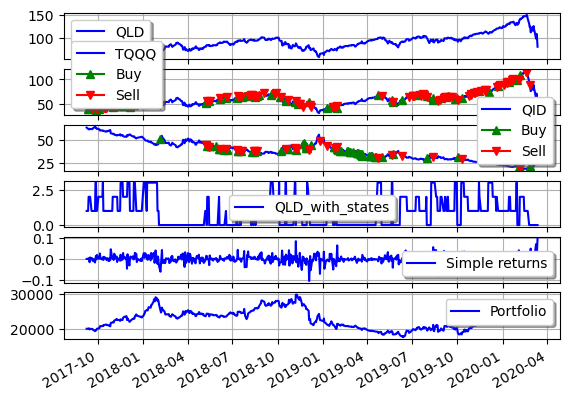 150
QLD
100
TQQQ
Buy
100
Sell
50
QID
Buy
50
Sell
25
2.5
QLD_with_states
0.0
0.1
0.0
Simple returns
−0.1
30000
Portfolio
20000
2017-10
2018-01
2018-04
2018-07
2018-10
2019-01
2019-04
2019-07
2019-10
2020-01
2020-04